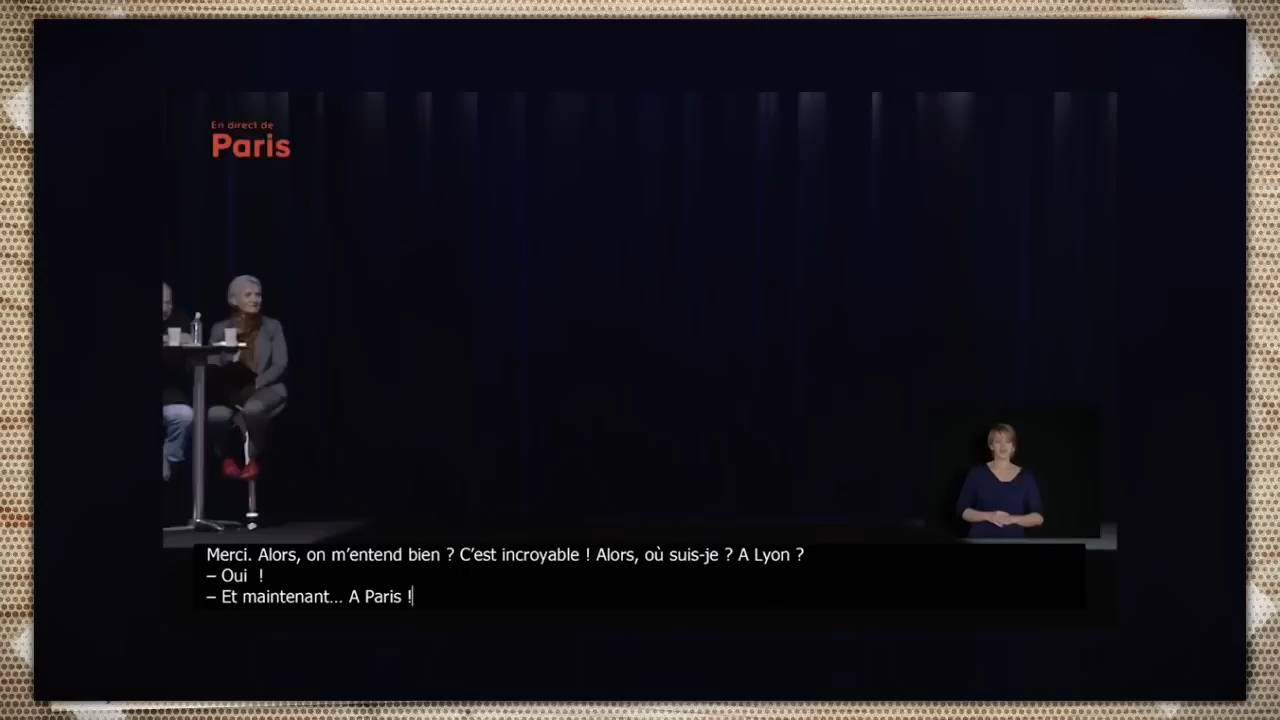 En direct de
Paris
Merci. Alors, on m'entend bien ? C'est incroyable ! Alors, où suis-je ? A Lyon ?
– Oui  !
– Et maintenant... A Paris !